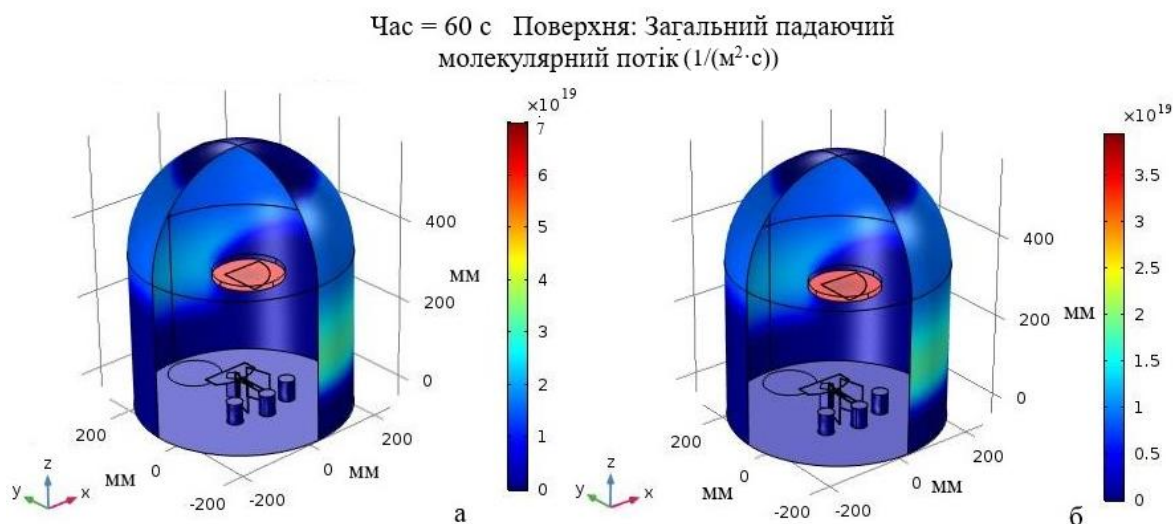 Час = 60 с   Поверхня: Загальний падаючий
молекулярний потік (1/(м²·с))
×10¹⁹
7
6
5
4
3
2
1
0
400
200
0
мм
200
0
-200
мм
-200
0
200
мм
z
y
x
а
×10¹⁹
3.5
3
2.5
2
1.5
1
0.5
0
400
200
0
мм
200
0
-200
мм
-200
0
200
мм
z
y
x
б